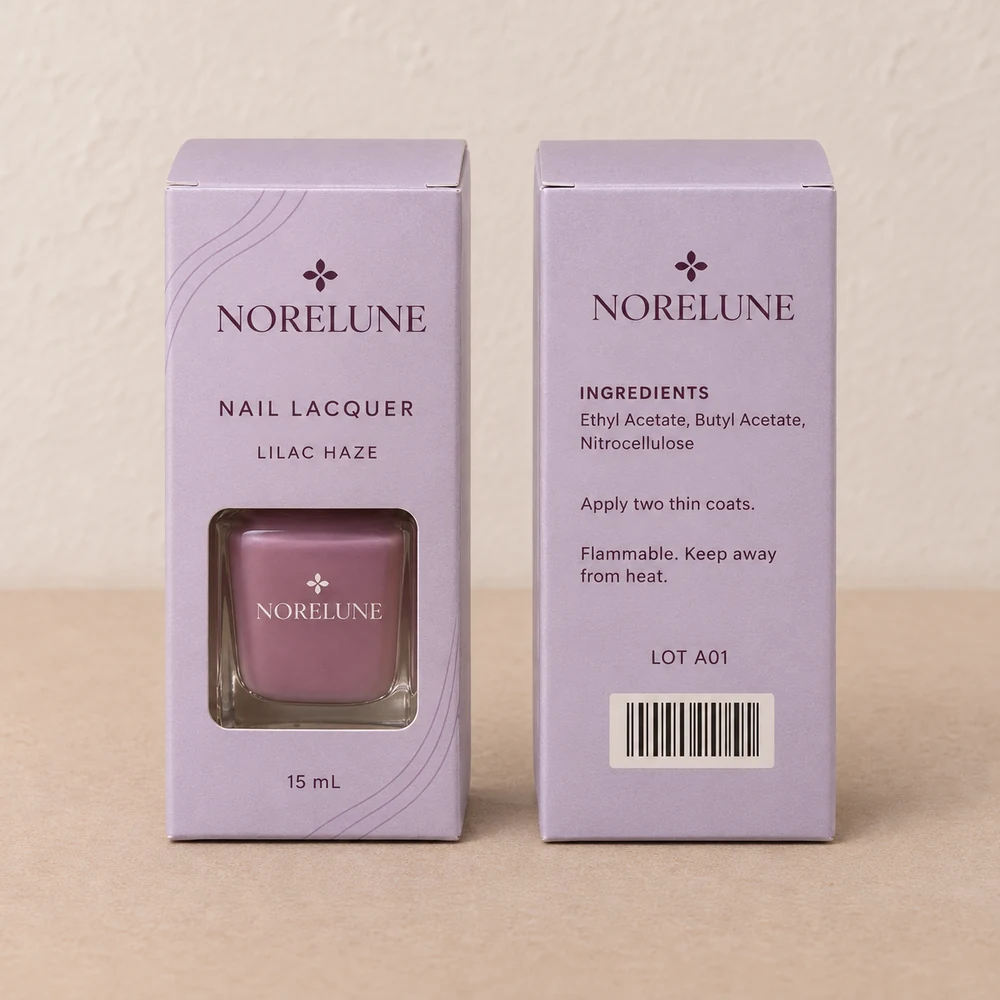 NORELUNE
NAIL LACQUER
LILAC HAZE
NORELUNE
15 mL
NORELUNE
INGREDIENTS
Ethyl Acetate, Butyl Acetate,
Nitrocellulose
Apply two thin coats.
Flammable. Keep away
from heat.
LOT A01